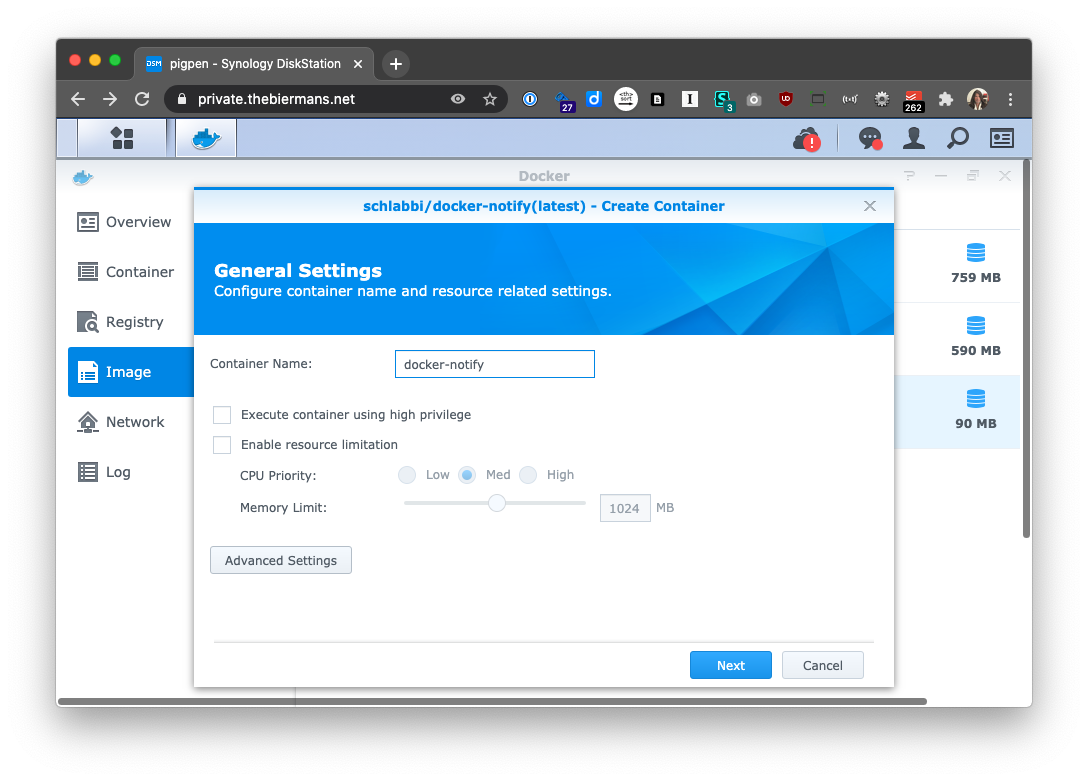 DSM pigpen - Synology DiskStation
private.thebiermans.net
27
<th> sort
3
UD
262
Docker
schlabbi/docker-notify(latest) - Create Container
Overview
Container
Registry
Image
Network
Log
General Settings
Configure container name and resource related settings.
Container Name: docker-notify
Execute container using high privilege
Enable resource limitation
CPU Priority: Low Med High
Memory Limit: 1024 MB
Advanced Settings
Next Cancel
759 MB
590 MB
90 MB